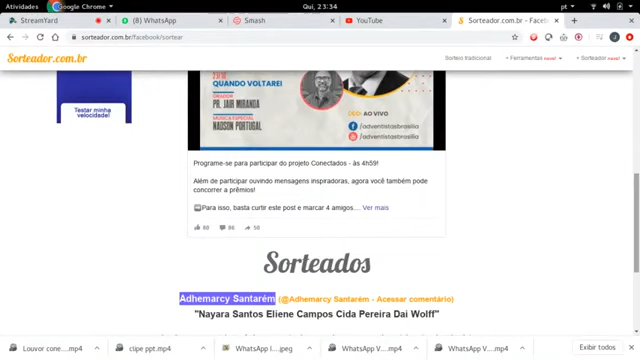 Atividades Google Chrome Qui, 23:34 pt
StreamYard WhatsApp Smash YouTube Sorteador.com.br - Faceb
sorteador.com.br/facebook/sortear
Sorteador.com.br Sorteio tradicional Ferramentas novo! Sorteador novo!
Testar minha
velocidade!
QUANDO VOLTAREI
ORADOR
PR. JAIR MIRANDA
MÚSICA ESPECIAL
NADSON PORTUGAL
AO VIVO
/adventistasbrasilia
/adventistasbrasilia
Programe-se para participar do projeto Conectados - às 4h59!
Além de participar ouvindo mensagens inspiradoras, agora você também pode
concorrer a prêmios!
Para isso, basta curtir este post e marcar 4 amigos.... Ver mais
Sorteados
Adhemarcy Santarém (@Adhemarcy Santarém - Acessar comentário)
"Nayara Santos Eliene Campos Cida Pereira Dai Wolff"
Louvor cone....mp4 clipe ppt.mp4 WhatsApp I....jpeg WhatsApp V....mp4 WhatsApp V....mp4 Exibir todos